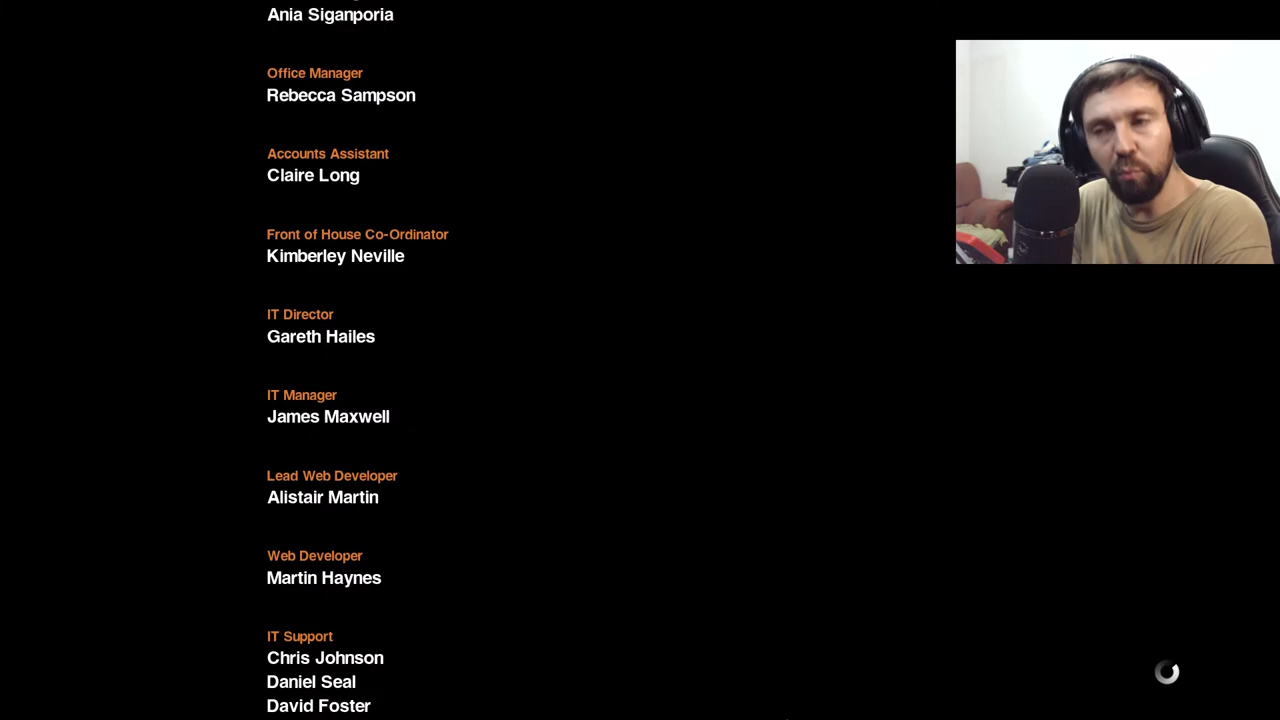 Ania Siganporia
Office Manager
Rebecca Sampson
Accounts Assistant
Claire Long
Front of House Co-Ordinator
Kimberley Neville
IT Director
Gareth Hailes
IT Manager
James Maxwell
Lead Web Developer
Alistair Martin
Web Developer
Martin Haynes
IT Support
Chris Johnson
Daniel Seal
David Foster